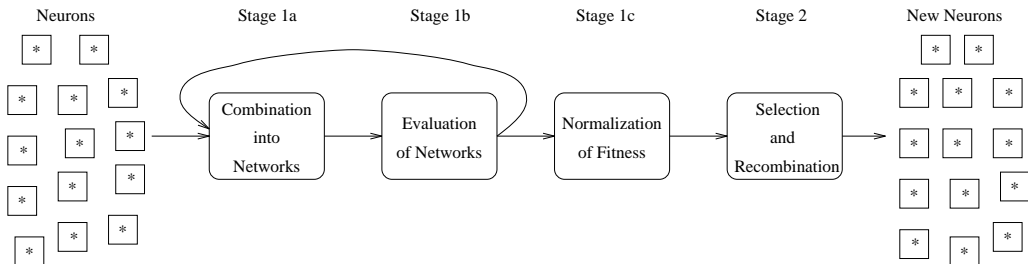 Neurons
Stage 1a
Stage 1b
Stage 1c
Stage 2
New Neurons
Combination
into
Networks
Evaluation
of Networks
Normalization
of Fitness
Selection
and
Recombination
* *
* * *
* * *
* * *
* * *
* *
* * *
* * *
* * *
* * *